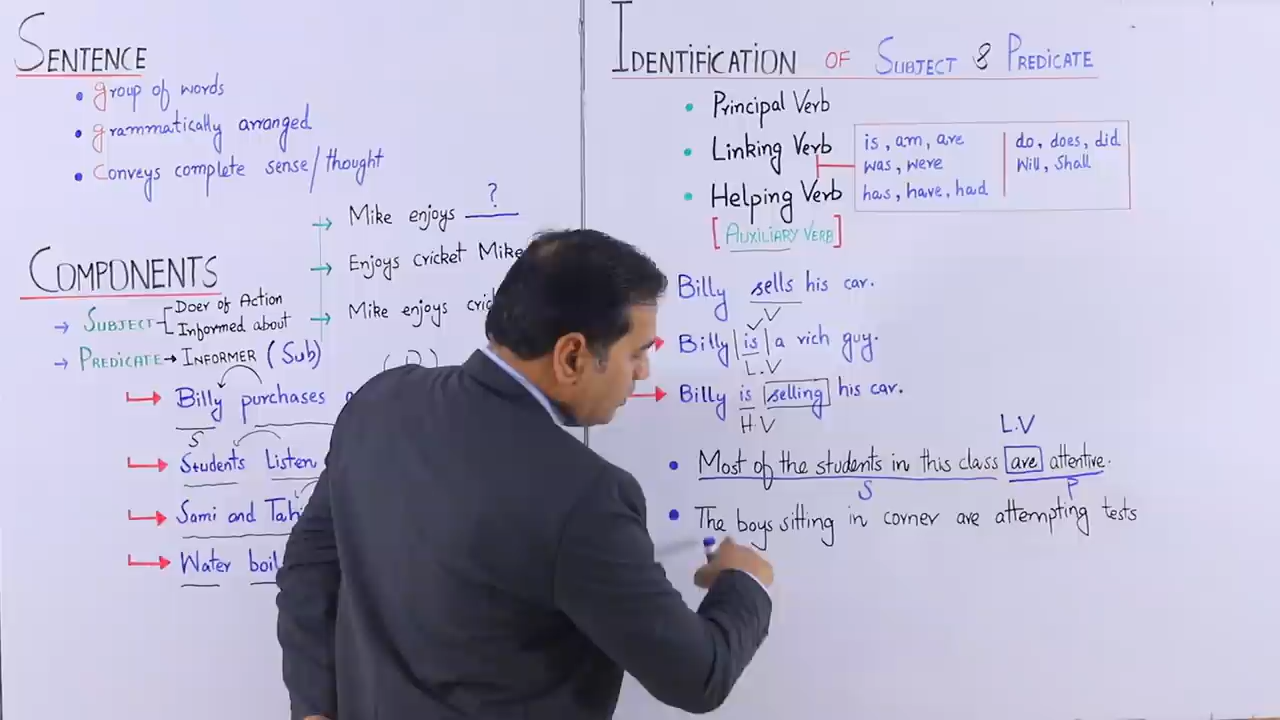 SENTENCE
• group of words
• grammatically arranged
• Conveys complete sense/thought
?
→ Mike enjoys ____
→ Enjoys cricket Mike
→ Mike enjoys
COMPONENTS
→ SUBJECT Doer of Action
Informed about
→ PREDICATE → INFORMER (Sub)
(P)
Billy purchases
S
Students Listen
Sami and
Water
IDENTIFICATION OF SUBJECT & PREDICATE
• Principal Verb
• Linking Verb
• Helping Verb
[AUXILIARY VERB]
is, am, are
was, were
has, have, had
do, does, did
Will, Shall
Billy sells his car.
V
Billy is a rich guy.
L.V
Billy is selling his car.
H.V
L.V
• Most of the students in this class are attentive.
S P
• The boys sitting in corner are attempting tests